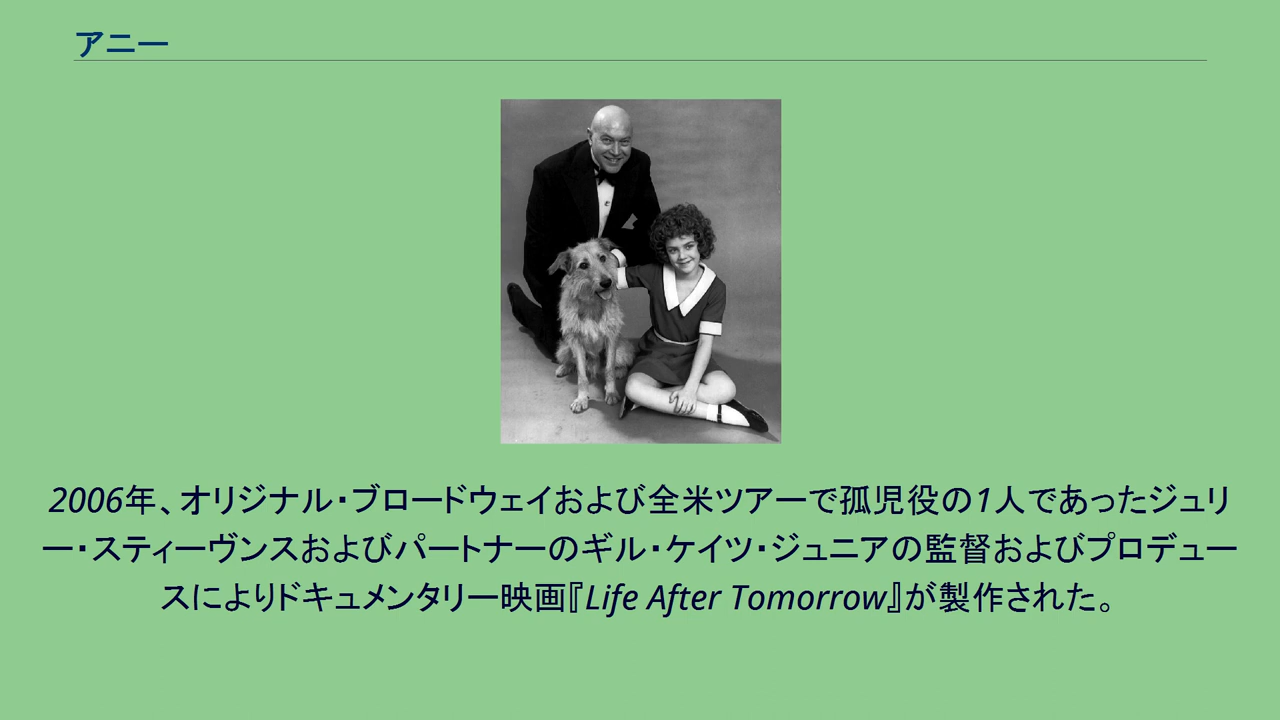 アニー
2006年、オリジナル・ブロードウェイおよび全米ツアーで孤児役の1人であったジュリ
ー・スティーヴンスおよびパートナーのギル・ケイツ・ジュニアの監督およびプロデュー
スによりドキュメンタリー映画『Life After Tomorrow』が製作された。